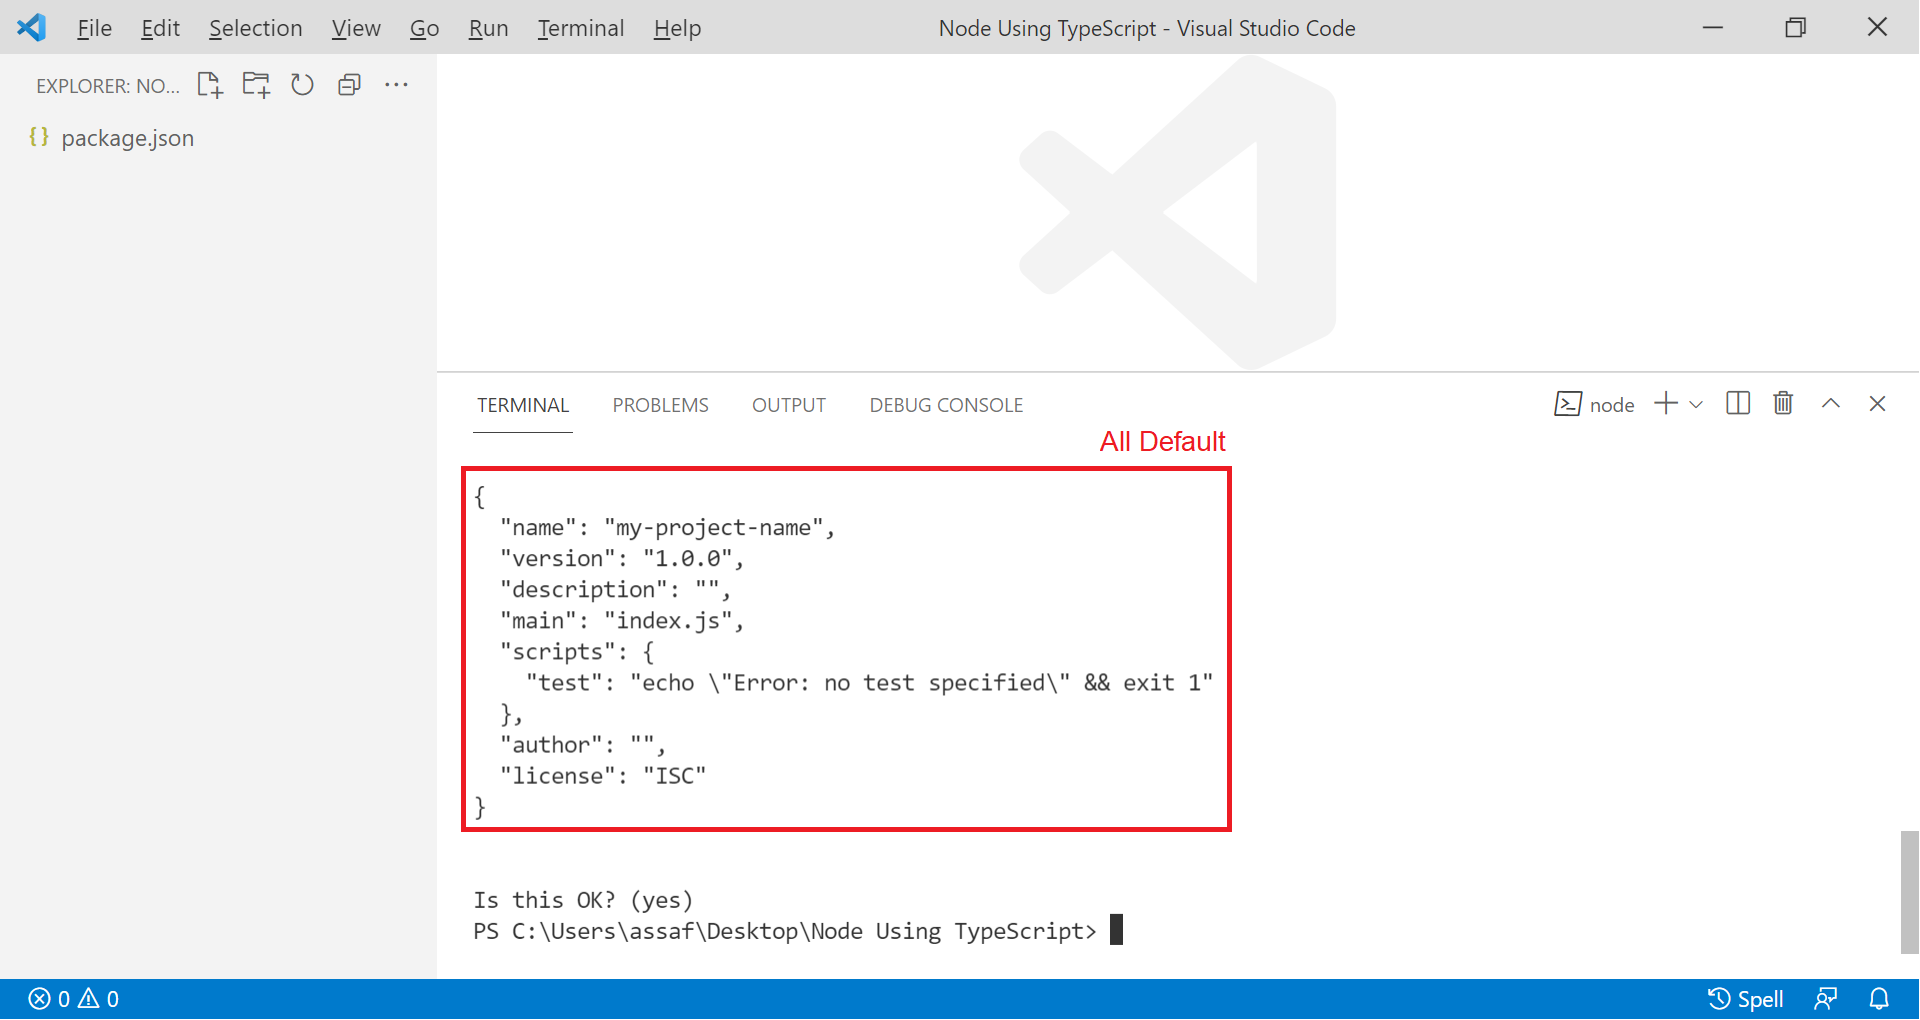 File Edit Selection View Go Run Terminal Help Node Using TypeScript - Visual Studio Code
EXPLORER: NO...
{} package.json
TERMINAL PROBLEMS OUTPUT DEBUG CONSOLE node
All Default
{
  "name": "my-project-name",
  "version": "1.0.0",
  "description": "",
  "main": "index.js",
  "scripts": {
    "test": "echo \"Error: no test specified\" && exit 1"
  },
  "author": "",
  "license": "ISC"
}
Is this OK? (yes)
PS C:\Users\assaf\Desktop\Node Using TypeScript>
0 0 Spell